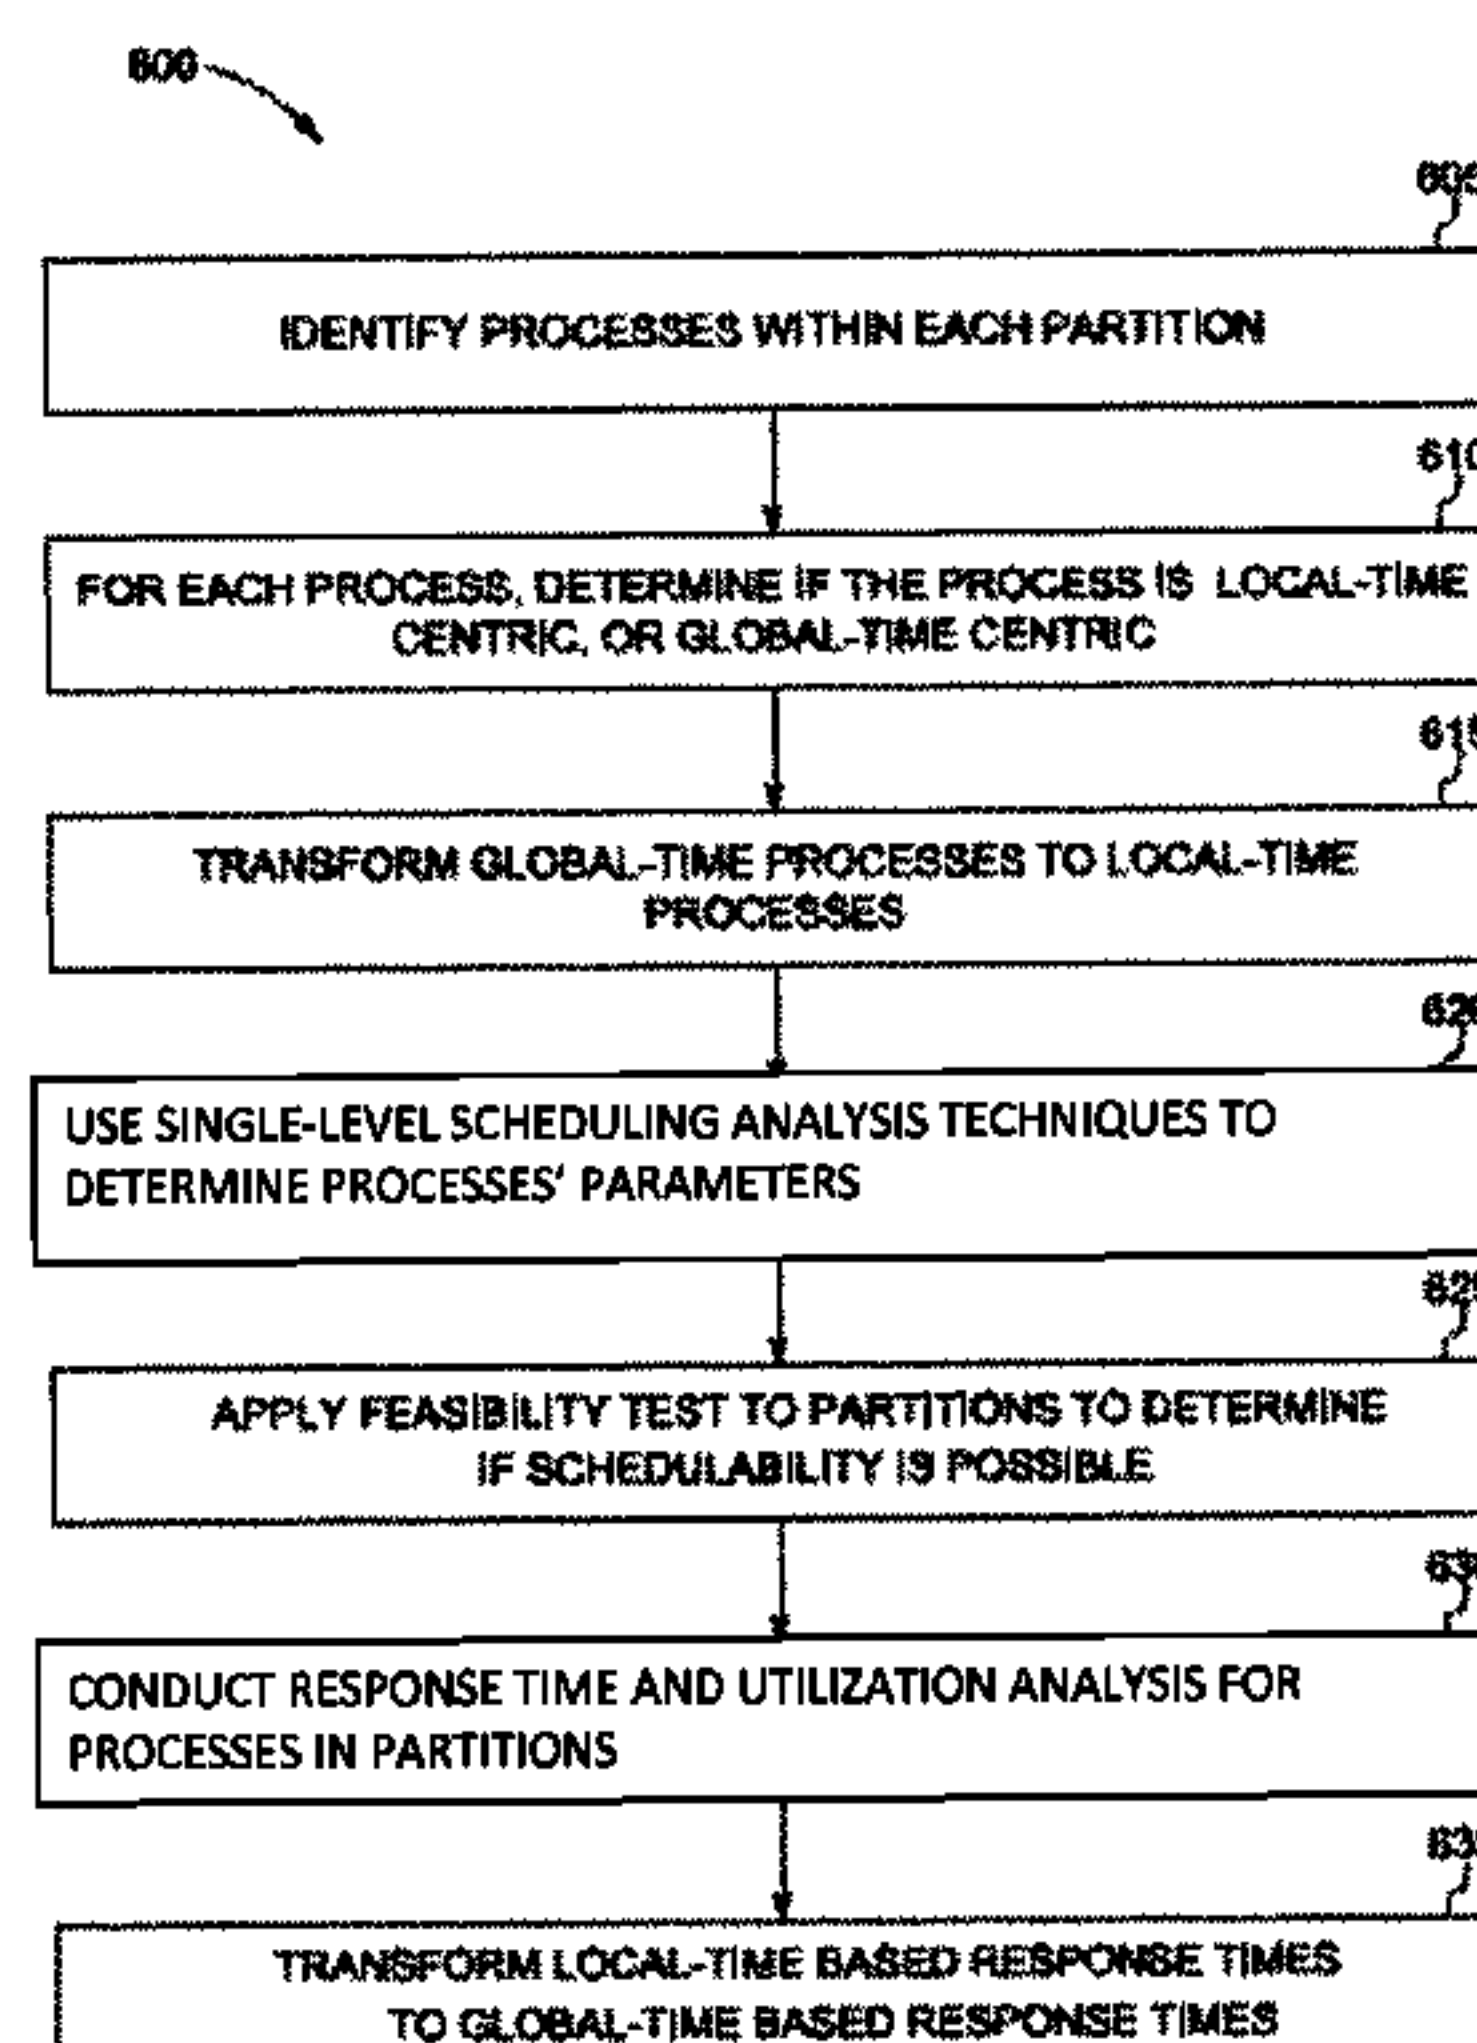 600
IDENTIFY PROCESSES WITHIN EACH PARTITION
610
FOR EACH PROCESS, DETERMINE IF THE PROCESS IS LOCAL-TIME
CENTRIC, OR GLOBAL-TIME CENTRIC
TRANSFORM GLOBAL-TIME PROCESSES TO LOCAL-TIME
PROCESSES
USE SINGLE-LEVEL SCHEDULING ANALYSIS TECHNIQUES TO
DETERMINE PROCESSES' PARAMETERS
APPLY FEASIBILITY TEST TO PARTITIONS TO DETERMINE
IF SCHEDULABILITY IS POSSIBLE
CONDUCT RESPONSE TIME AND UTILIZATION ANALYSIS FOR
PROCESSES IN PARTITIONS
TRANSFORM LOCAL-TIME BASED RESPONSE TIMES
TO GLOBAL-TIME BASED RESPONSE TIMES